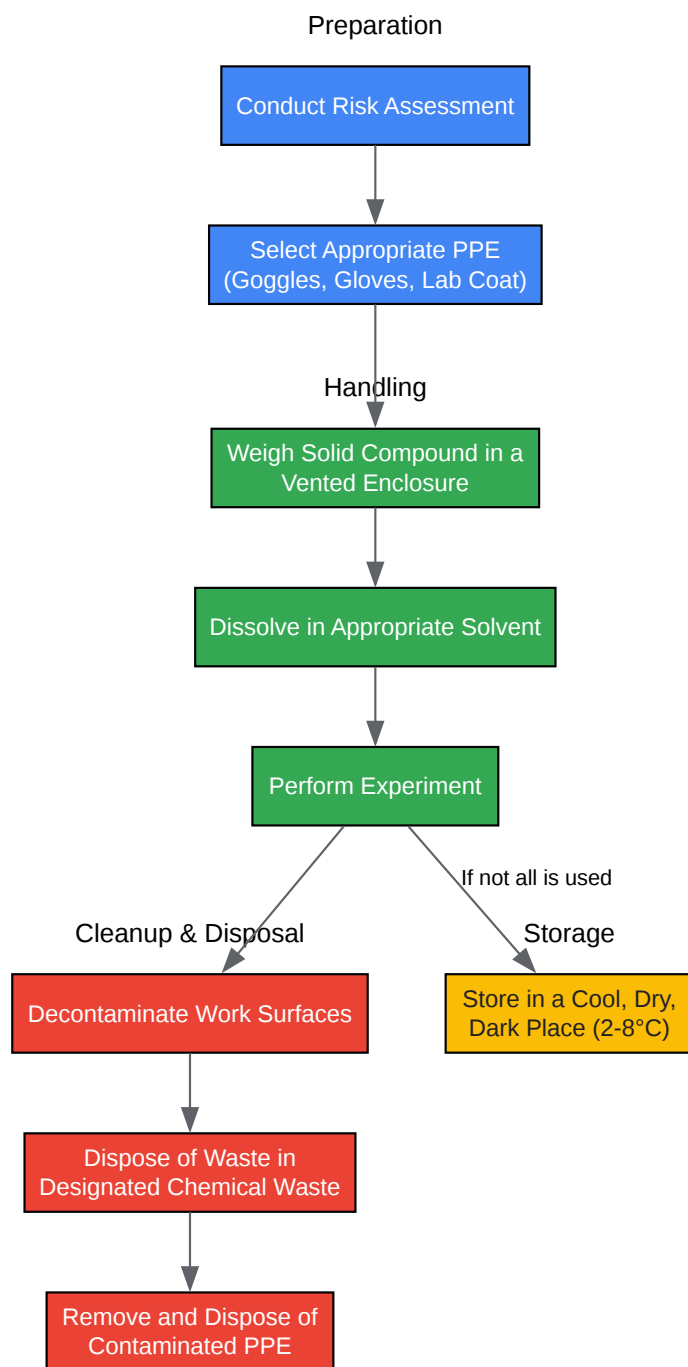 Preparation
Conduct Risk Assessment
Select Appropriate PPE
(Goggles, Gloves, Lab Coat)
Handling
Weigh Solid Compound in a
Vented Enclosure
Dissolve in Appropriate Solvent
Perform Experiment
If not all is used
Cleanup & Disposal
Storage
Decontaminate Work Surfaces
Store in a Cool, Dry,
Dark Place (2-8°C)
Dispose of Waste in
Designated Chemical Waste
Remove and Dispose of
Contaminated PPE